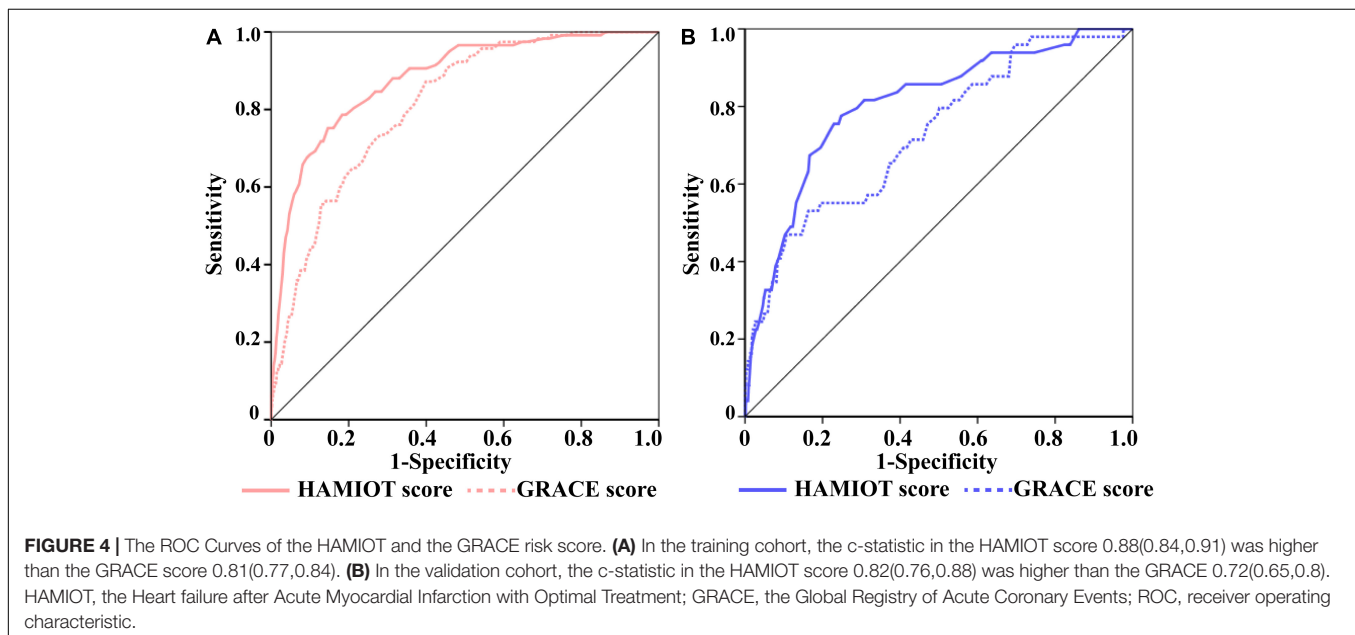 A
1.0
0.8
0.6
0.4
0.2
0
Sensitivity
0 0.2 0.4 0.6 0.8 1.0
1-Specificity
HAMIOT score GRACE score
B
1.0
0.8
0.6
0.4
0.2
0
Sensitivity
0 0.2 0.4 0.6 0.8 1.0
1-Specificity
HAMIOT score GRACE score
FIGURE 4 | The ROC Curves of the HAMIOT and the GRACE risk score. (A) In the training cohort, the c-statistic in the HAMIOT score 0.88(0.84,0.91) was higher
than the GRACE score 0.81(0.77,0.84). (B) In the validation cohort, the c-statistic in the HAMIOT score 0.82(0.76,0.88) was higher than the GRACE 0.72(0.65,0.8).
HAMIOT, the Heart failure after Acute Myocardial Infarction with Optimal Treatment; GRACE, the Global Registry of Acute Coronary Events; ROC, receiver operating
characteristic.